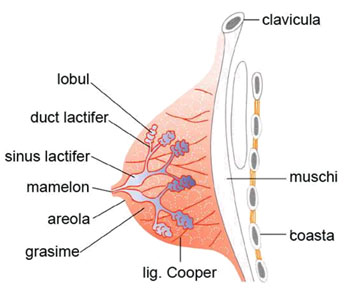 clavicula
lobul
duct lactifer
sinus lactifer
mamelon
muschi
areola
coasta
grasime
lig. Cooper